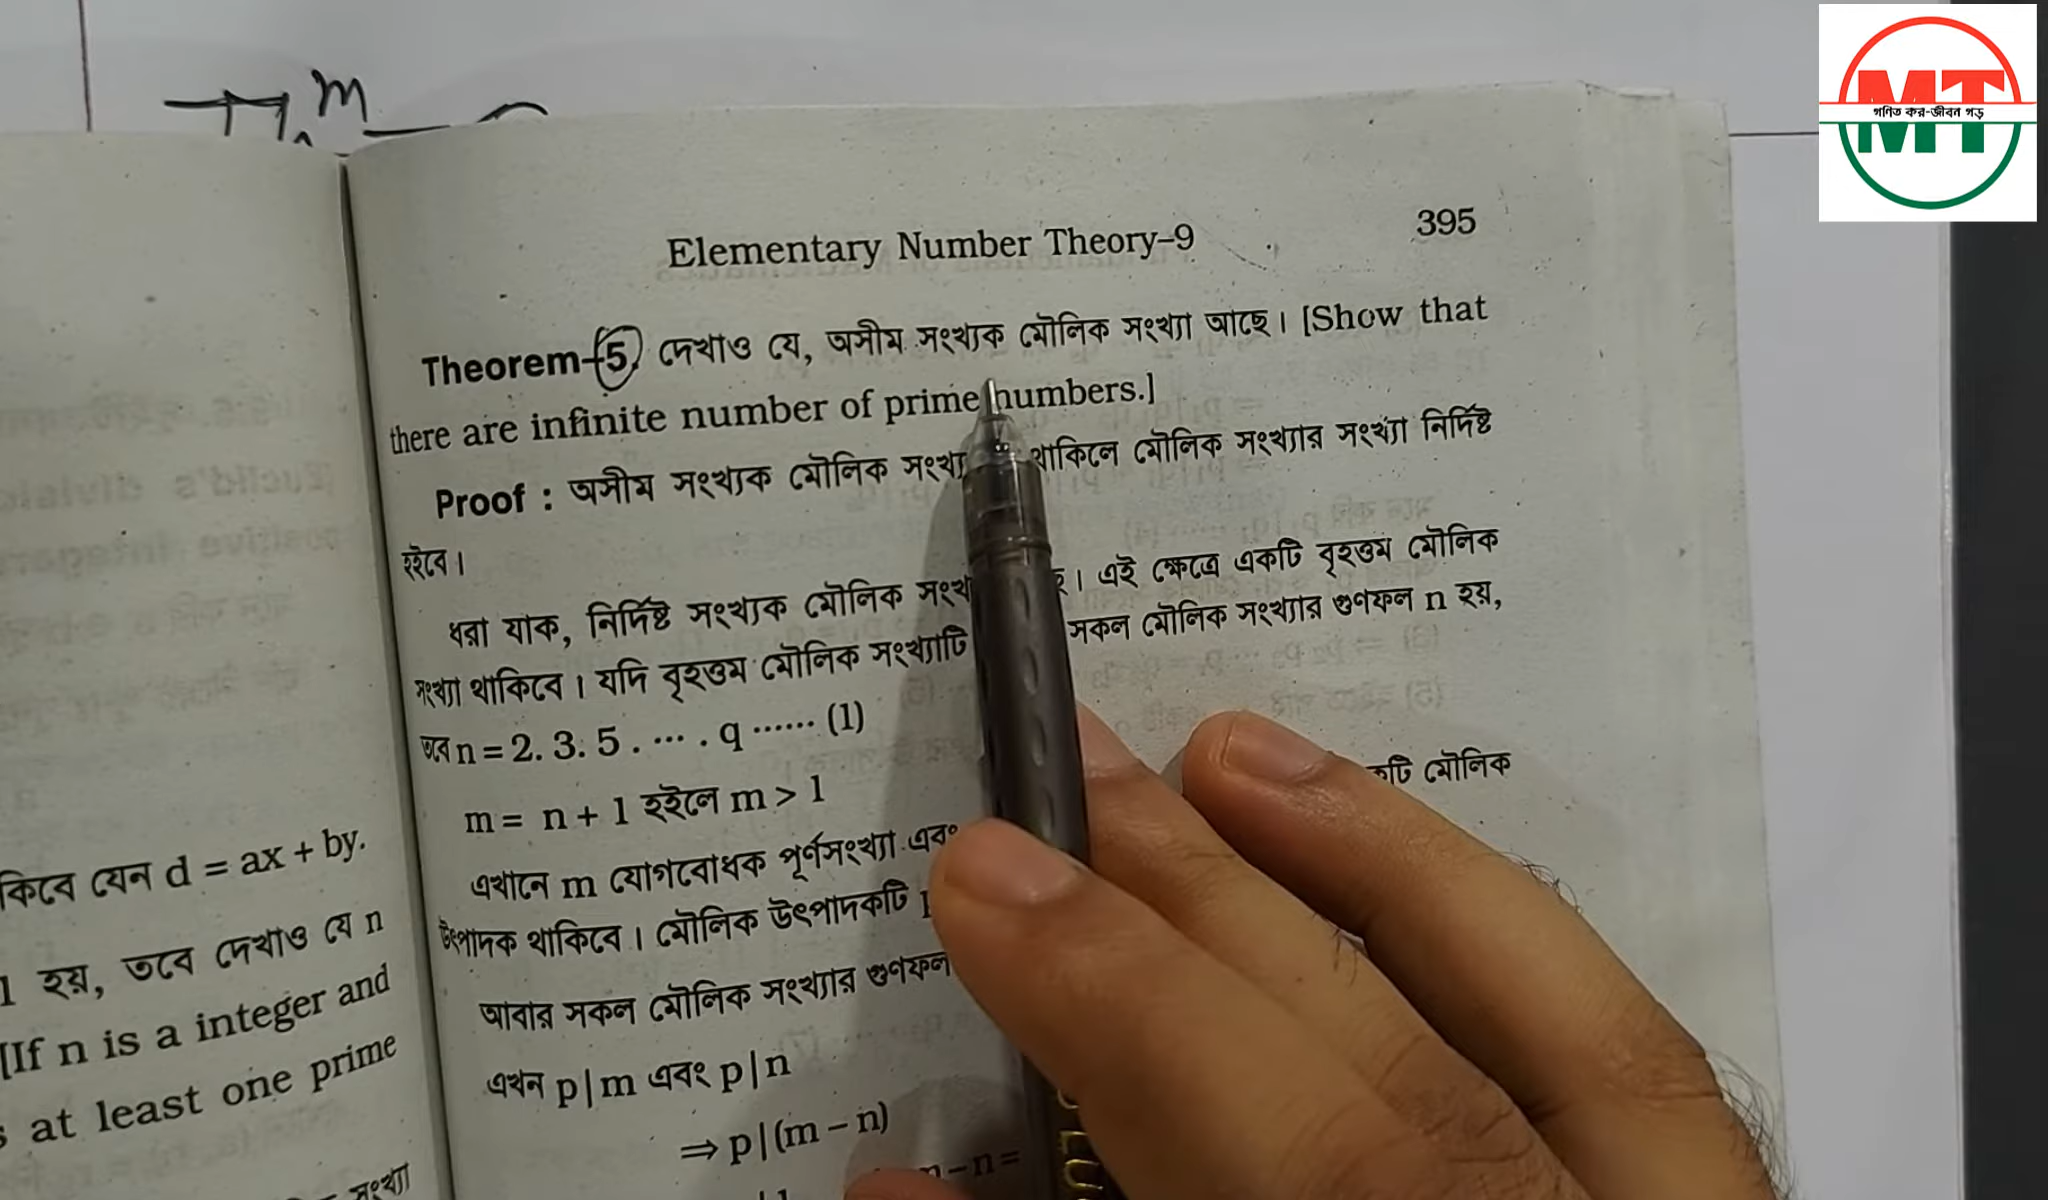 MT
গণিত কর-জীবন গড়
m
Elementary Number Theory–9
395
Theorem–5. দেখাও যে, অসীম সংখ্যক মৌলিক সংখ্যা আছে। [Show that
there are infinite number of prime numbers.]
Proof : অসীম সংখ্যক মৌলিক থাকিলে মৌলিক সংখ্যার সংখ্যা নির্দিষ্ট
হইবে।
ধরা যাক, নির্দিষ্ট সংখ্যক মৌলিক । এই ক্ষেত্রে একটি বৃহত্তম মৌলিক
সংখ্যা থাকিবে। যদি বৃহত্তম মৌলিক সংখ্যাটি সকল মৌলিক সংখ্যার গুণফল n হয়,
তবে n = 2. 3. 5 . ... . q ...... (1)
m = n + 1 হইলে m > 1
এখানে m যোগবোধক পূর্ণসংখ্যা এবং মৌলিক
উৎপাদক থাকিবে। মৌলিক উৎপাদকটি
আবার সকল মৌলিক সংখ্যার গুণফল
এখন p|m এবং p|n
⇒ p|(m – n)
কিবে যেন d = ax + by.
1 হয়, তবে দেখাও যে n
[If n is a integer and
at least one prime
সংখ্যা